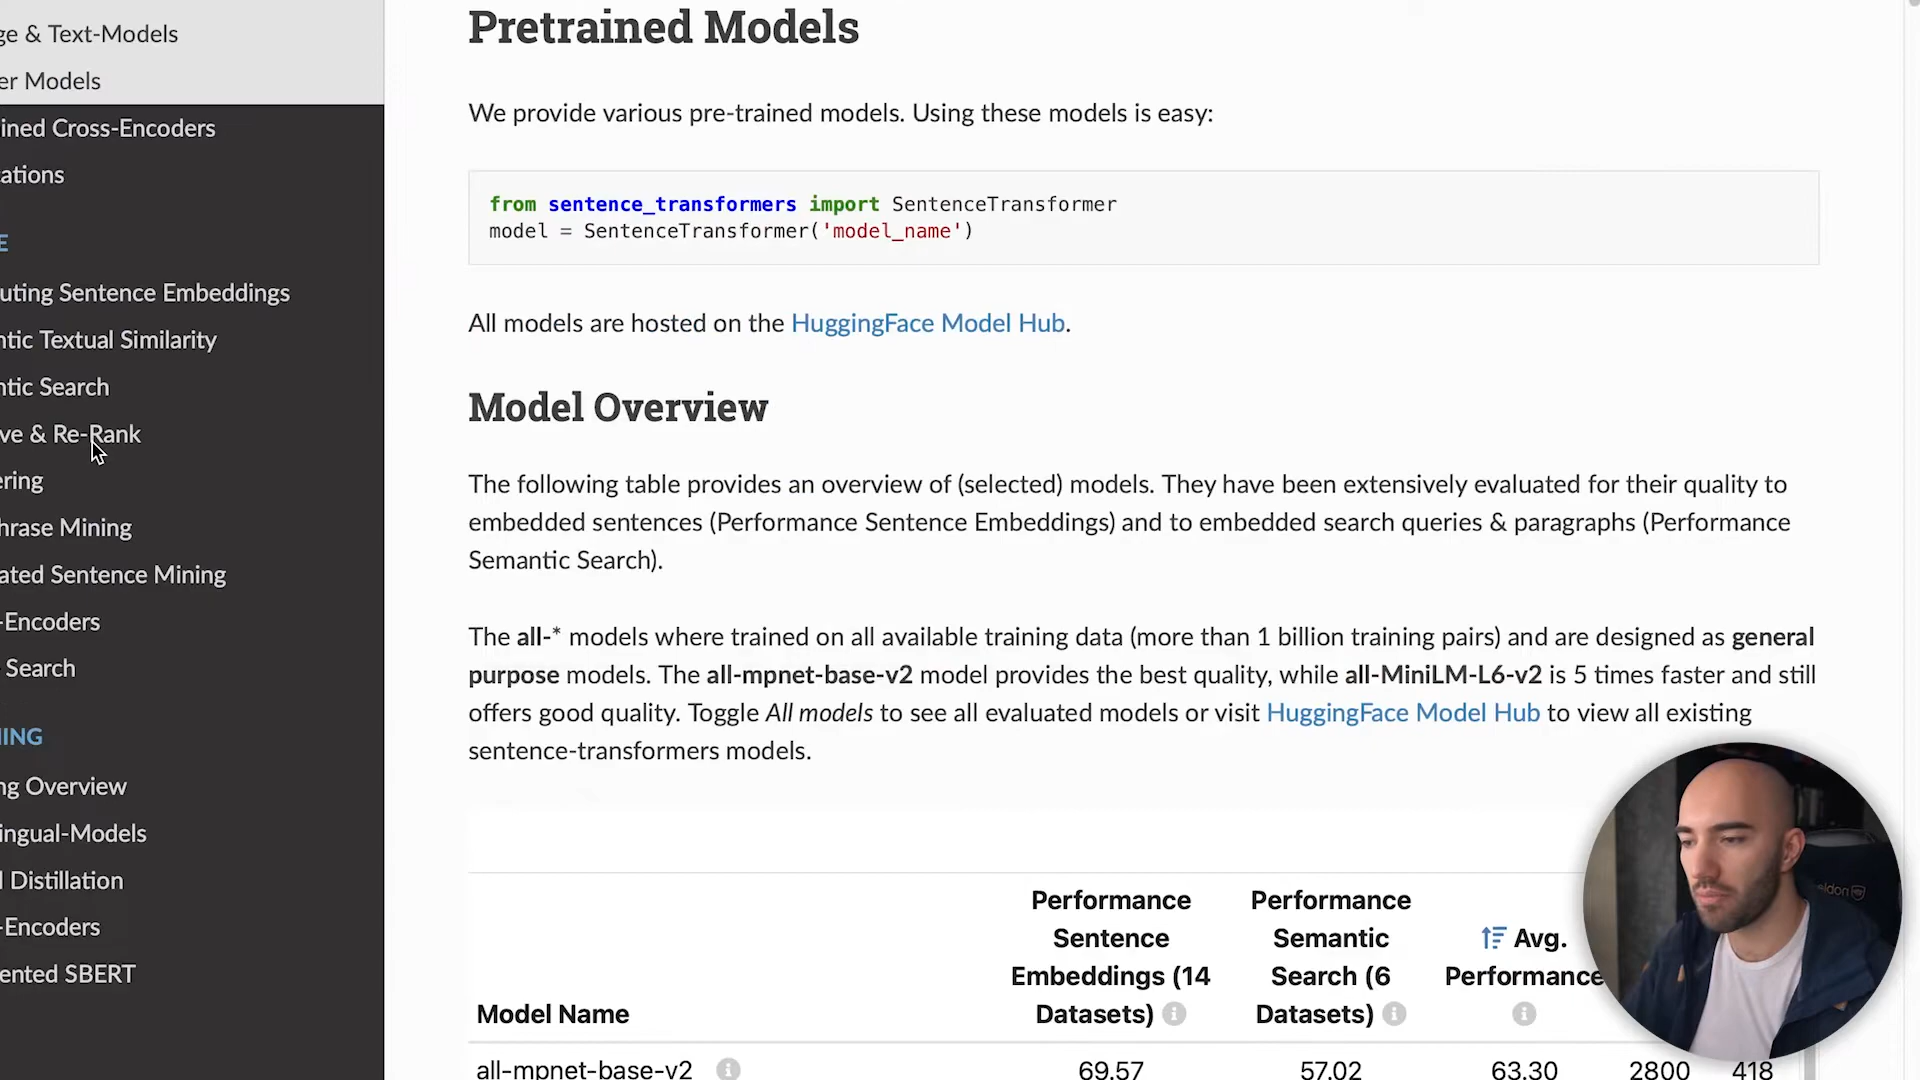 ge & Text-Models
er Models
ined Cross-Encoders
ations
E
uting Sentence Embeddings
ntic Textual Similarity
ntic Search
ve & Re-Rank
ering
hrase Mining
ated Sentence Mining
-Encoders
Search
IING
ng Overview
ingual-Models
l Distillation
-Encoders
ented SBERT
Pretrained Models
We provide various pre-trained models. Using these models is easy:
from sentence_transformers import SentenceTransformer
model = SentenceTransformer('model_name')
All models are hosted on the HuggingFace Model Hub.
Model Overview
The following table provides an overview of (selected) models. They have been extensively evaluated for their quality to
embedded sentences (Performance Sentence Embeddings) and to embedded search queries & paragraphs (Performance
Semantic Search).
The all-* models where trained on all available training data (more than 1 billion training pairs) and are designed as general
purpose models. The all-mpnet-base-v2 model provides the best quality, while all-MiniLM-L6-v2 is 5 times faster and still
offers good quality. Toggle All models to see all evaluated models or visit HuggingFace Model Hub to view all existing
sentence-transformers models.
Model Name
Performance
Sentence
Embeddings (14
Datasets)
Performance
Semantic
Search (6
Datasets)
Avg.
Performance
all-mpnet-base-v2 69.57 57.02 63.30 2800 418